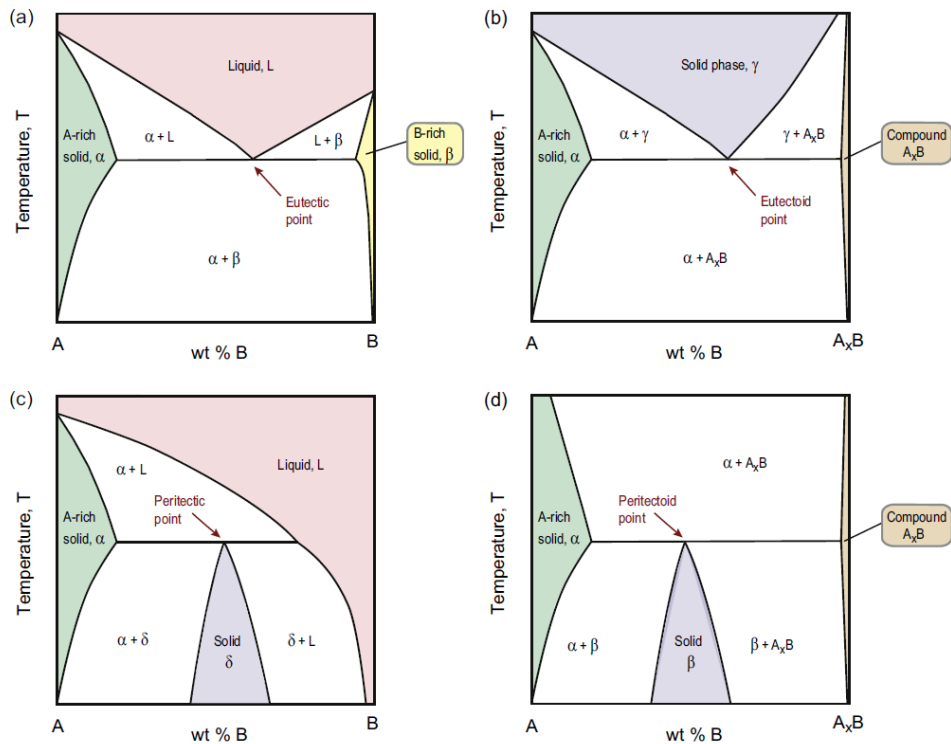 (a)
Temperature, T
Liquid, L
A-rich
solid, α
α + L
L + β
B-rich
solid, β
Eutectic
point
α + β
A
wt % B
B
(b)
Temperature, T
Solid phase, γ
A-rich
solid, α
α + γ
γ + AₓB
Compound
AₓB
Eutectoid
point
α + AₓB
A
wt % B
AₓB
(c)
Temperature, T
α + L
Liquid, L
Peritectic
point
A-rich
solid, α
α + δ
Solid
δ
δ + L
A
wt % B
B
(d)
Temperature, T
α + AₓB
Peritectoid
point
A-rich
solid, α
Compound
AₓB
α + β
Solid
β
β + AₓB
A
wt % B
AₓB